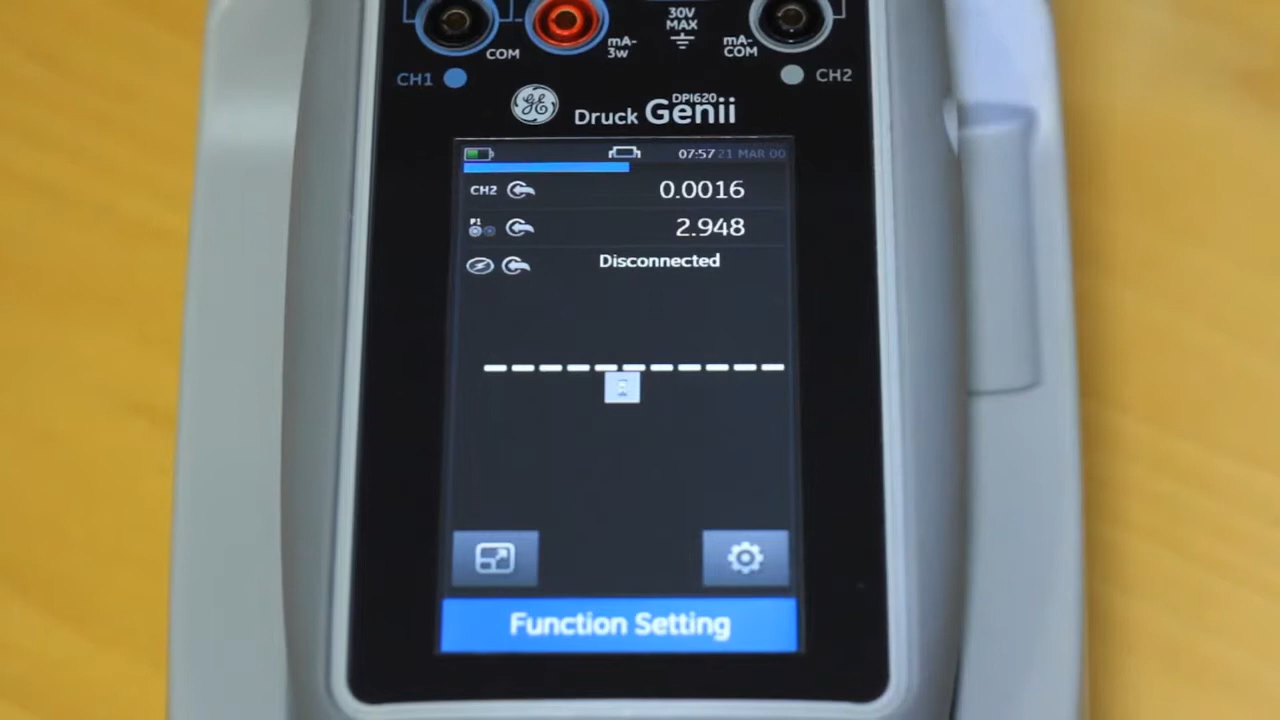 COM
mA-
3w
30V
MAX
mA-
COM
CH1
CH2
GE
Druck Genii
DPI620
07:57 21 MAR 00
CH2 0.0016
P1 2.948
Disconnected
Function Setting